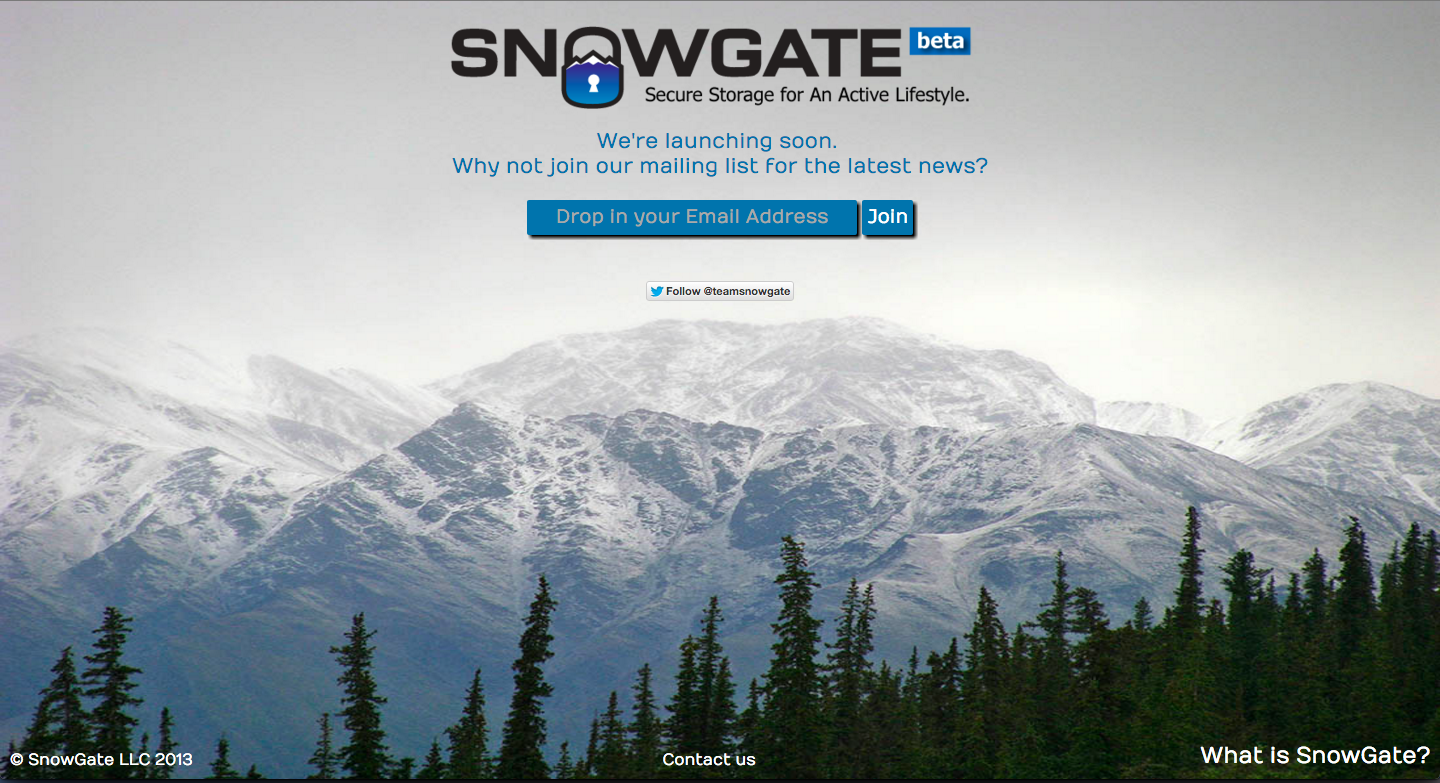 SNOWGATE beta
Secure Storage for An Active Lifestyle.
We're launching soon.
Why not join our mailing list for the latest news?
Drop in your Email Address Join
Follow @teamsnowgate
© SnowGate LLC 2013 Contact us What is SnowGate?